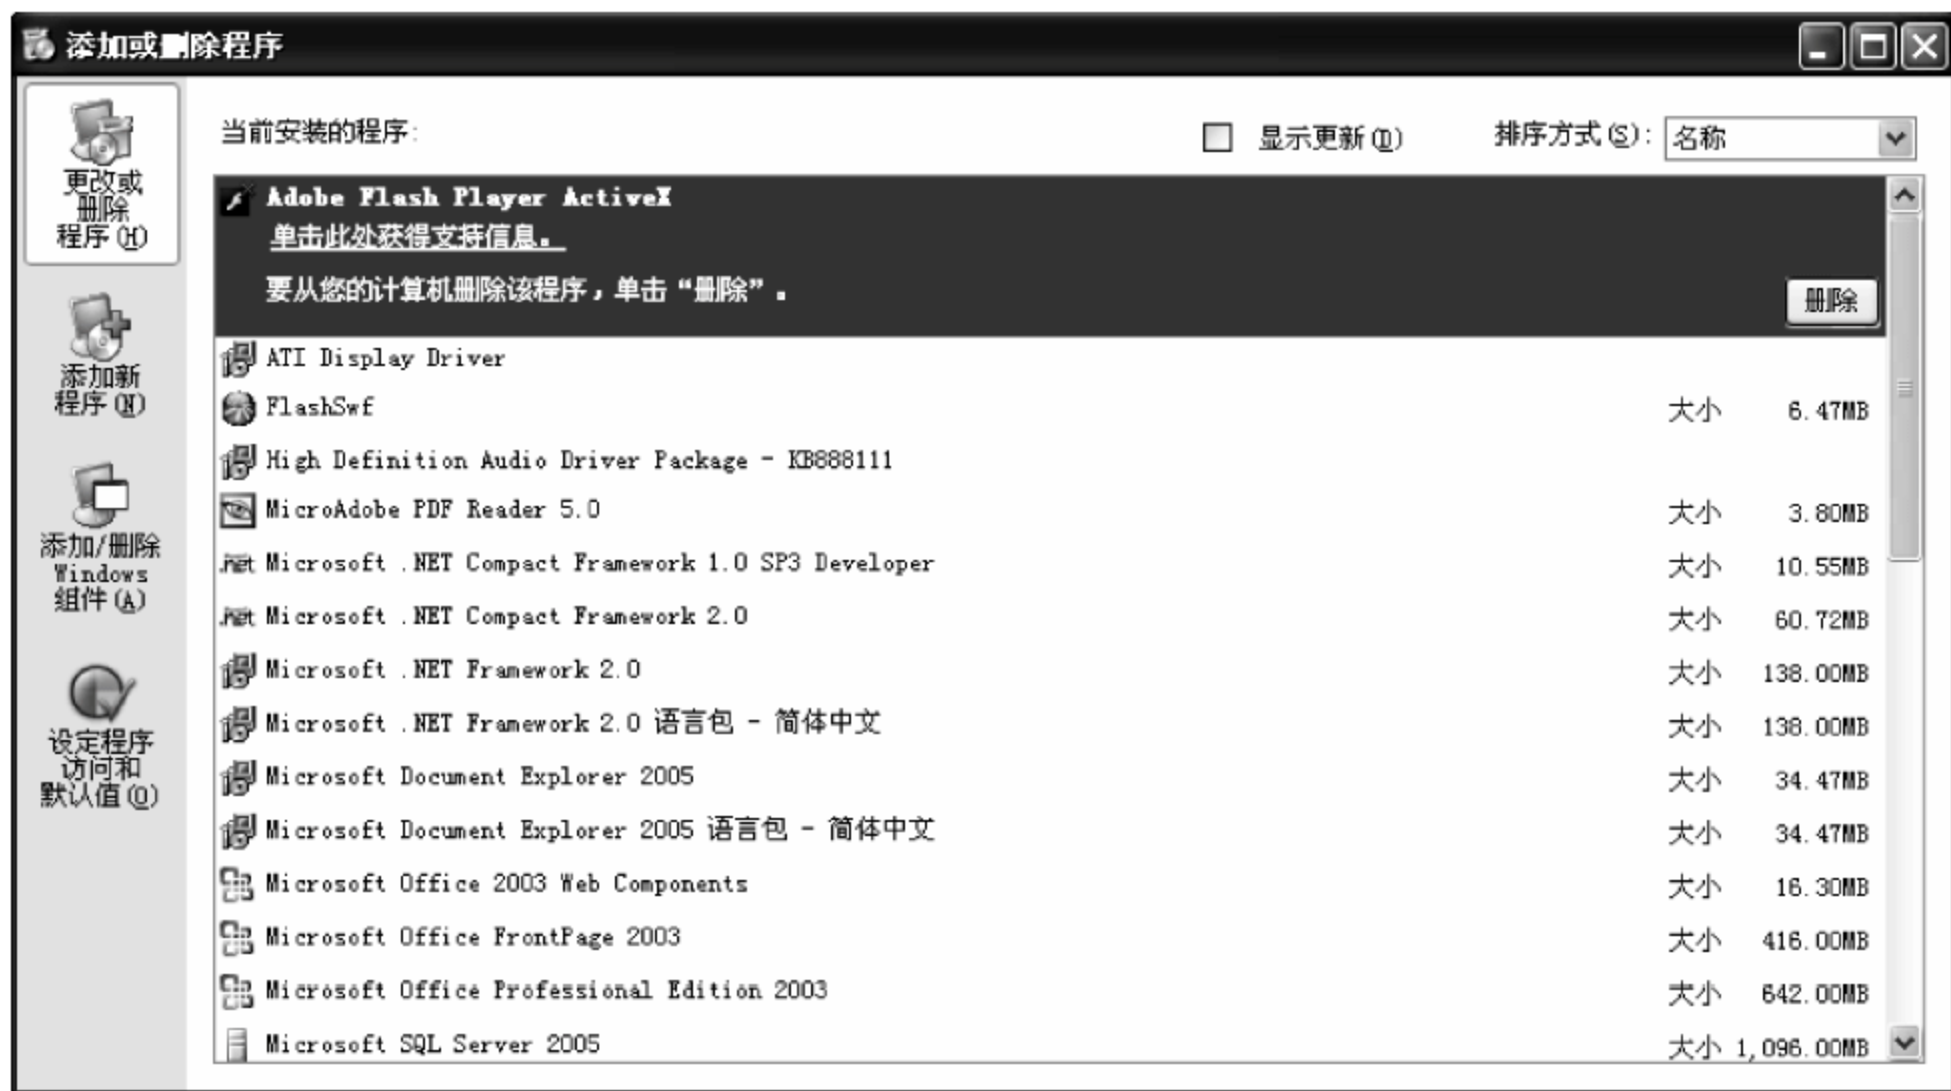 添加或删除程序
更改或
删除
程序(H)
添加新
程序(N)
添加/删除
Windows
组件(A)
设定程序
访问和
默认值(O)
当前安装的程序:
显示更新(D) 排序方式(S): 名称
Adobe Flash Player ActiveX
单击此处获得支持信息。
要从您的计算机删除该程序，单击“删除”。 删除
ATI Display Driver
FlashSwf 大小 6.47MB
High Definition Audio Driver Package - KB888111
MicroAdobe PDF Reader 5.0 大小 3.80MB
.net Microsoft .NET Compact Framework 1.0 SP3 Developer 大小 10.55MB
.net Microsoft .NET Compact Framework 2.0 大小 60.72MB
Microsoft .NET Framework 2.0 大小 138.00MB
Microsoft .NET Framework 2.0 语言包 - 简体中文 大小 138.00MB
Microsoft Document Explorer 2005 大小 34.47MB
Microsoft Document Explorer 2005 语言包 - 简体中文 大小 34.47MB
Microsoft Office 2003 Web Components 大小 16.30MB
Microsoft Office FrontPage 2003 大小 416.00MB
Microsoft Office Professional Edition 2003 大小 642.00MB
Microsoft SQL Server 2005 大小 1,096.00MB